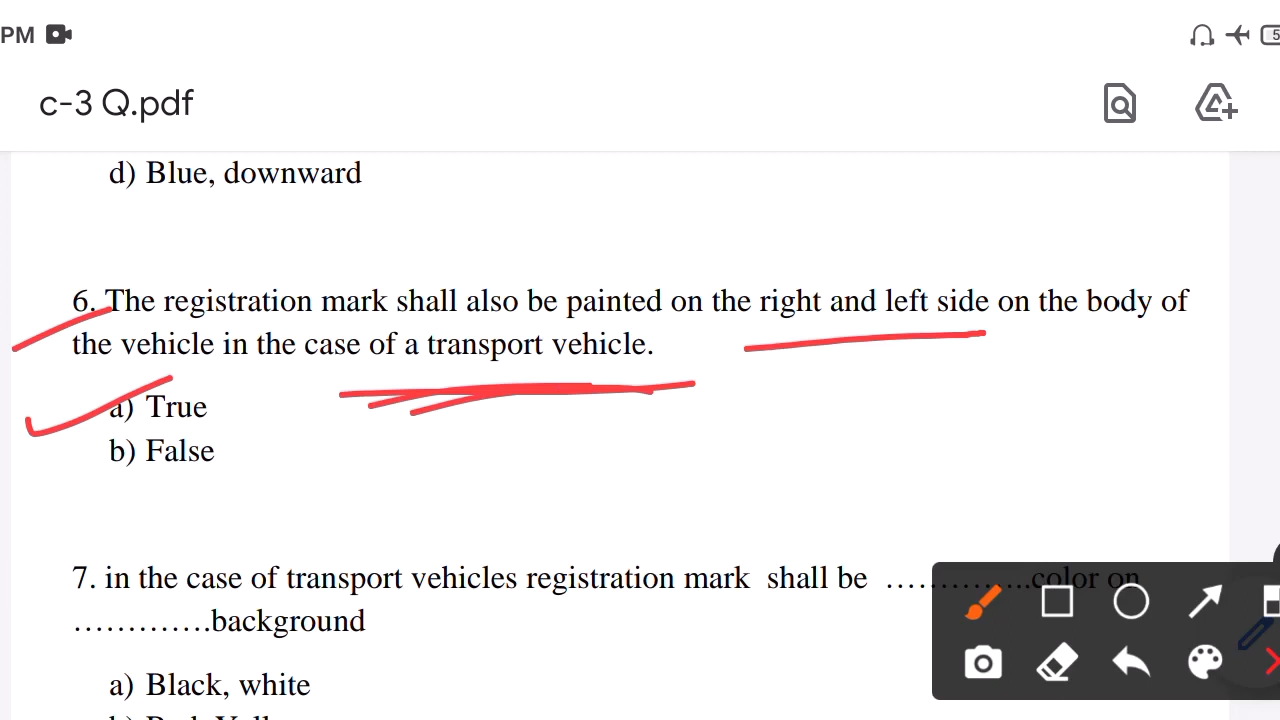 PM
5
c-3 Q.pdf
d) Blue, downward
6. The registration mark shall also be painted on the right and left side on the body of
the vehicle in the case of a transport vehicle.
a) True
b) False
7. in the case of transport vehicles registration mark shall be …………..color on
………….background
a) Black, white